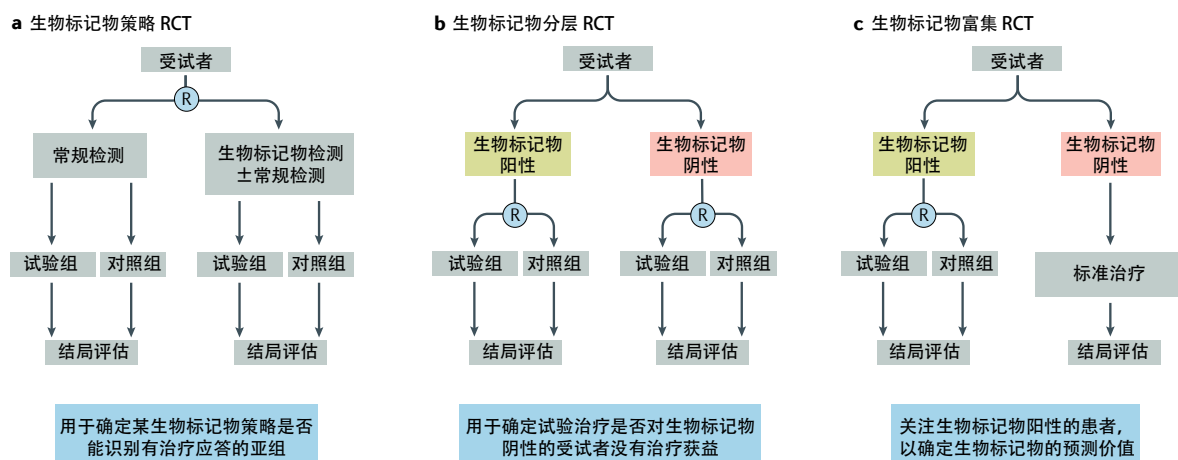 a 生物标记物策略 RCT
受试者
R
常规检测
生物标记物检测
±常规检测
试验组
对照组
试验组
对照组
结局评估
结局评估
用于确定某生物标记物策略是否
能识别有治疗应答的亚组
b 生物标记物分层 RCT
受试者
生物标记物
阳性
生物标记物
阴性
R
R
试验组
对照组
试验组
对照组
结局评估
结局评估
用于确定试验治疗是否对生物标记物
阴性的受试者没有治疗获益
c 生物标记物富集 RCT
受试者
生物标记物
阳性
生物标记物
阴性
R
试验组
对照组
标准治疗
结局评估
结局评估
关注生物标记物阳性的患者，
以确定生物标记物的预测价值